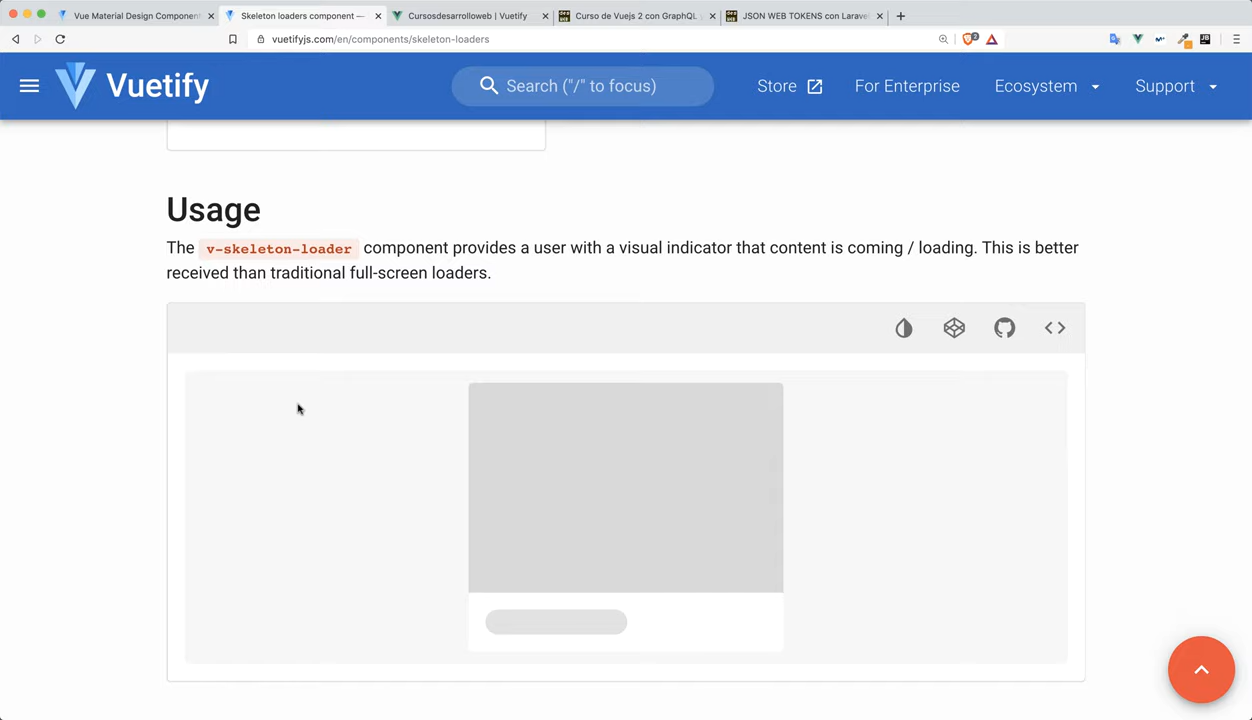 Vue Material Design Component
Skeleton loaders component —
Cursosdesarrolloweb | Vuetify
Curso de Vuejs 2 con GraphQL
JSON WEB TOKENS con Laravel
vuetifyjs.com/en/components/skeleton-loaders
2
Vuetify
Search ("/" to focus)
Store
For Enterprise
Ecosystem
Support
Usage
The v-skeleton-loader component provides a user with a visual indicator that content is coming / loading. This is better
received than traditional full-screen loaders.